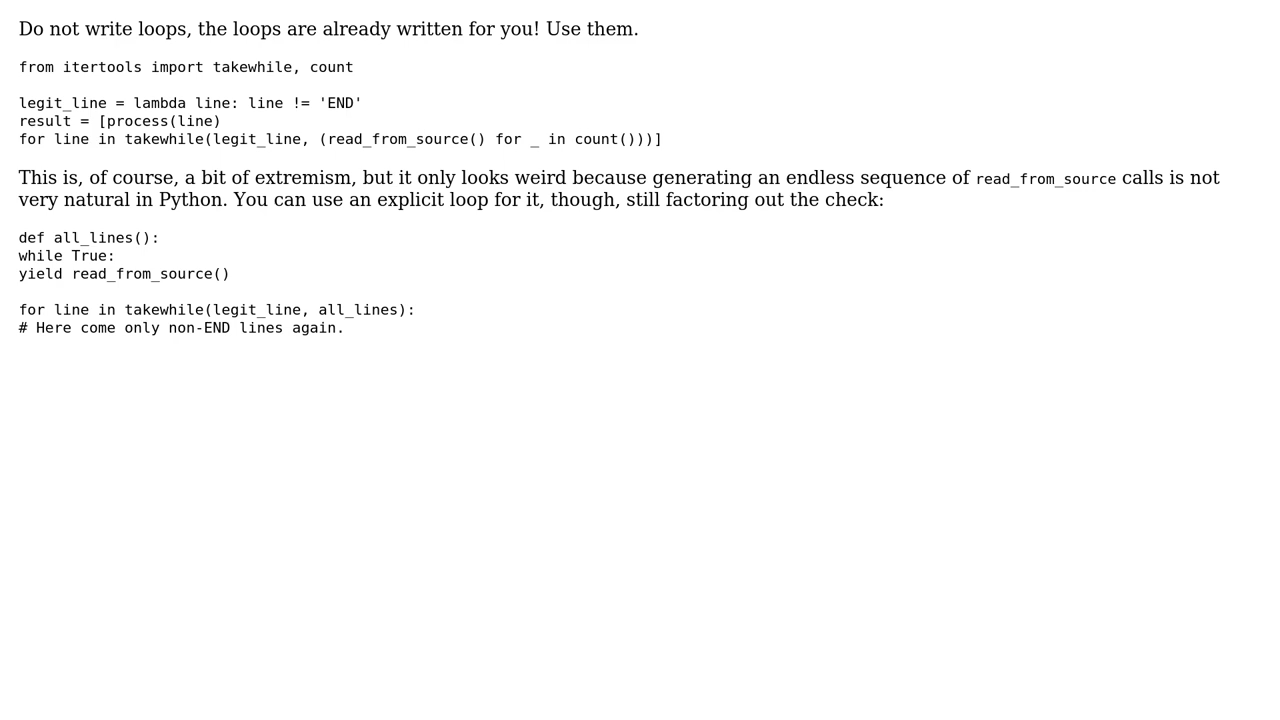 Do not write loops, the loops are already written for you! Use them.
from itertools import takewhile, count
legit_line = lambda line: line != 'END'
result = [process(line)
for line in takewhile(legit_line, (read_from_source() for _ in count()))]
This is, of course, a bit of extremism, but it only looks weird because generating an endless sequence of read_from_source calls is not
very natural in Python. You can use an explicit loop for it, though, still factoring out the check:
def all_lines():
while True:
yield read_from_source()
for line in takewhile(legit_line, all_lines):
# Here come only non-END lines again.